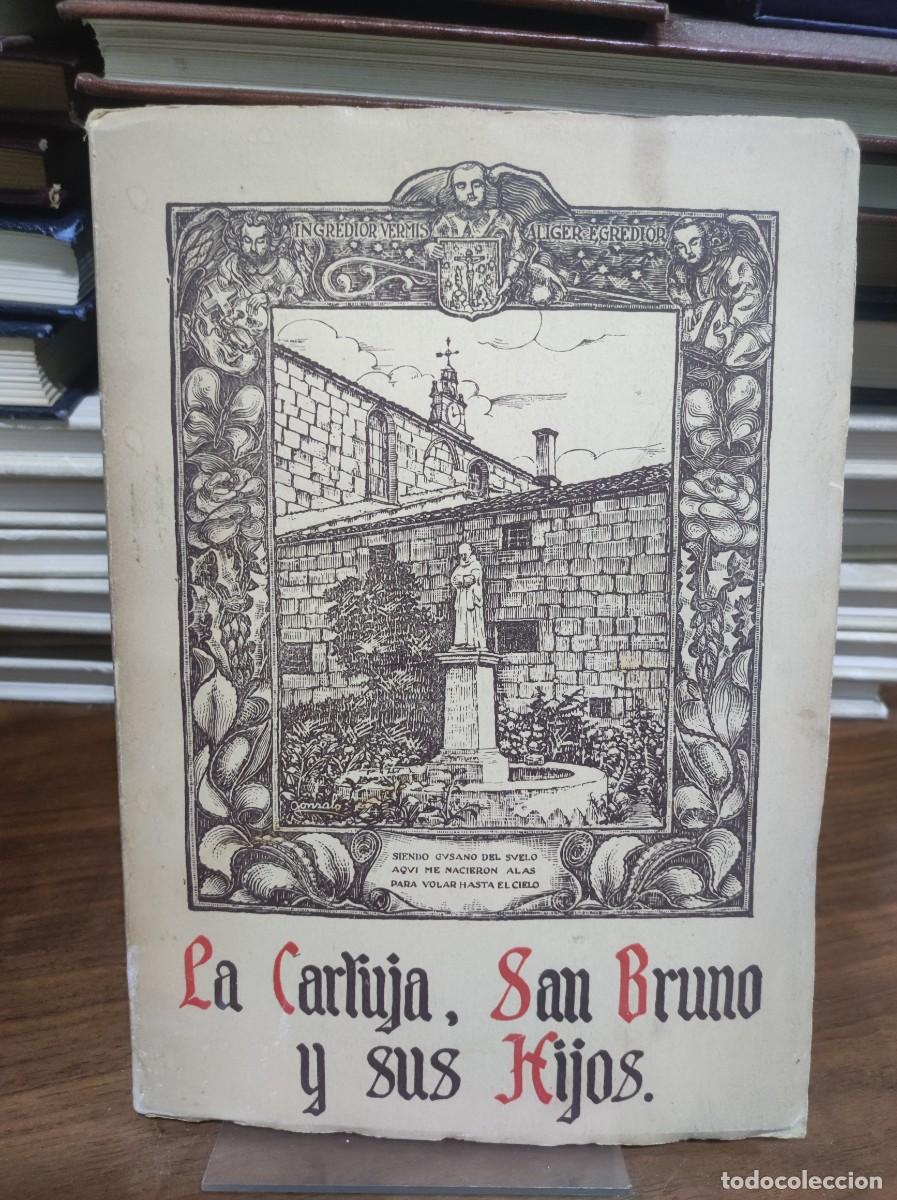 INGREDIOR VERMIS ALIGER EGREDIOR
Gonzalo
SIENDO GVSANO DEL SVELO
AQVI ME NACIERON ALAS
PARA VOLAR HASTA EL CIELO
La Cartuja, San Bruno
y sus Hijos.
todocoleccion